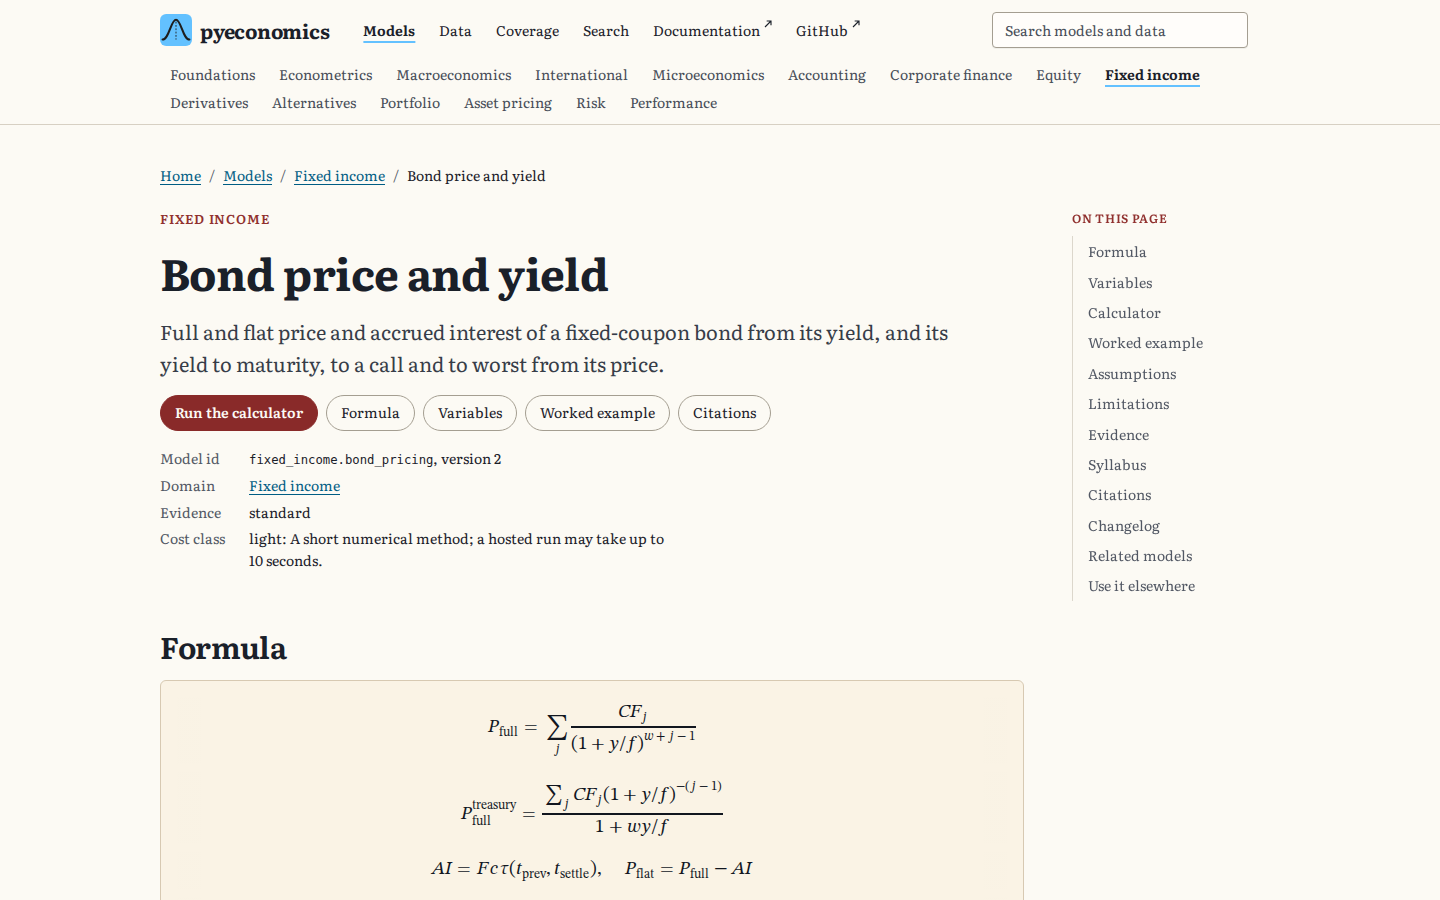 pyeconomics
Models Data Coverage Search Documentation ↗ GitHub ↗
Search models and data
Foundations Econometrics Macroeconomics International Microeconomics Accounting Corporate finance Equity Fixed income
Derivatives Alternatives Portfolio Asset pricing Risk Performance
Home / Models / Fixed income / Bond price and yield
FIXED INCOME
Bond price and yield
Full and flat price and accrued interest of a fixed-coupon bond from its yield, and its
yield to maturity, to a call and to worst from its price.
Run the calculator Formula Variables Worked example Citations
Model id fixed_income.bond_pricing, version 2
Domain Fixed income
Evidence standard
Cost class light: A short numerical method; a hosted run may take up to
10 seconds.
ON THIS PAGE
Formula
Variables
Calculator
Worked example
Assumptions
Limitations
Evidence
Syllabus
Citations
Changelog
Related models
Use it elsewhere
Formula
P_full = ∑_j CF_j / (1 + y/f)^(w + j − 1)
P_full^treasury = ∑_j CF_j(1 + y/f)^(−(j − 1)) / (1 + wy/f)
AI = Fcτ(t_prev, t_settle), P_flat = P_full − AI